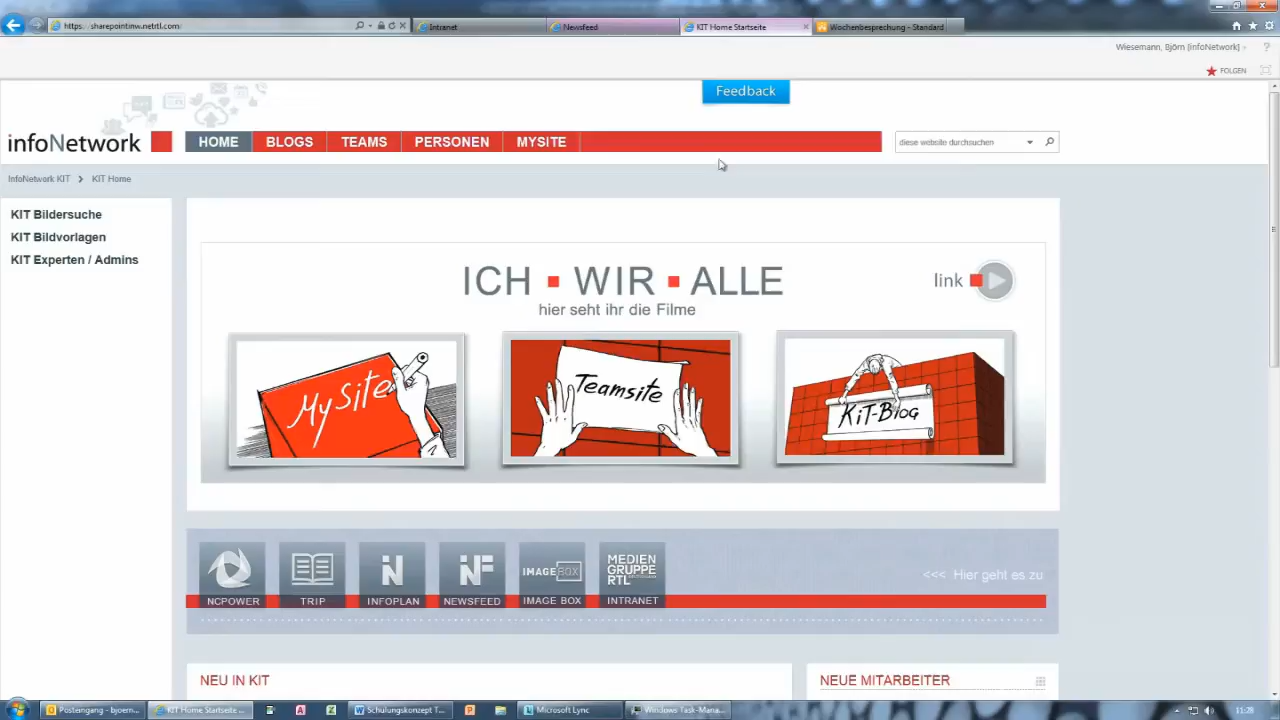 https: sharepointinw.netrtl.com
Intranet
Newsfeed
KIT Home Startseite
Wochenbesprechung - Standard
Wiesemann, Björn [infoNetwork]
?
FOLGEN
Feedback
infoNetwork
HOME
BLOGS
TEAMS
PERSONEN
MYSITE
diese website durchsuchen
InfoNetwork KIT
KIT Home
KIT Bildersuche
KIT Bildvorlagen
KIT Experten / Admins
ICH ▪ WIR ▪ ALLE
hier seht ihr die Filme
link
MySite
Teamsite
KiT-Blog
IMAGEBOX
MEDIEN
GRUPPE
RTL
<<< Hier geht es zu
NCPOWER
TRIP
INFOPLAN
NEWSFEED
IMAGE BOX
INTRANET
NEU IN KIT
NEUE MITARBEITER
Posteingang - bjoern...
KIT Home Startseite ...
Schulungskonzept T...
Microsoft Lync
Windows Task-Mana...
11:28